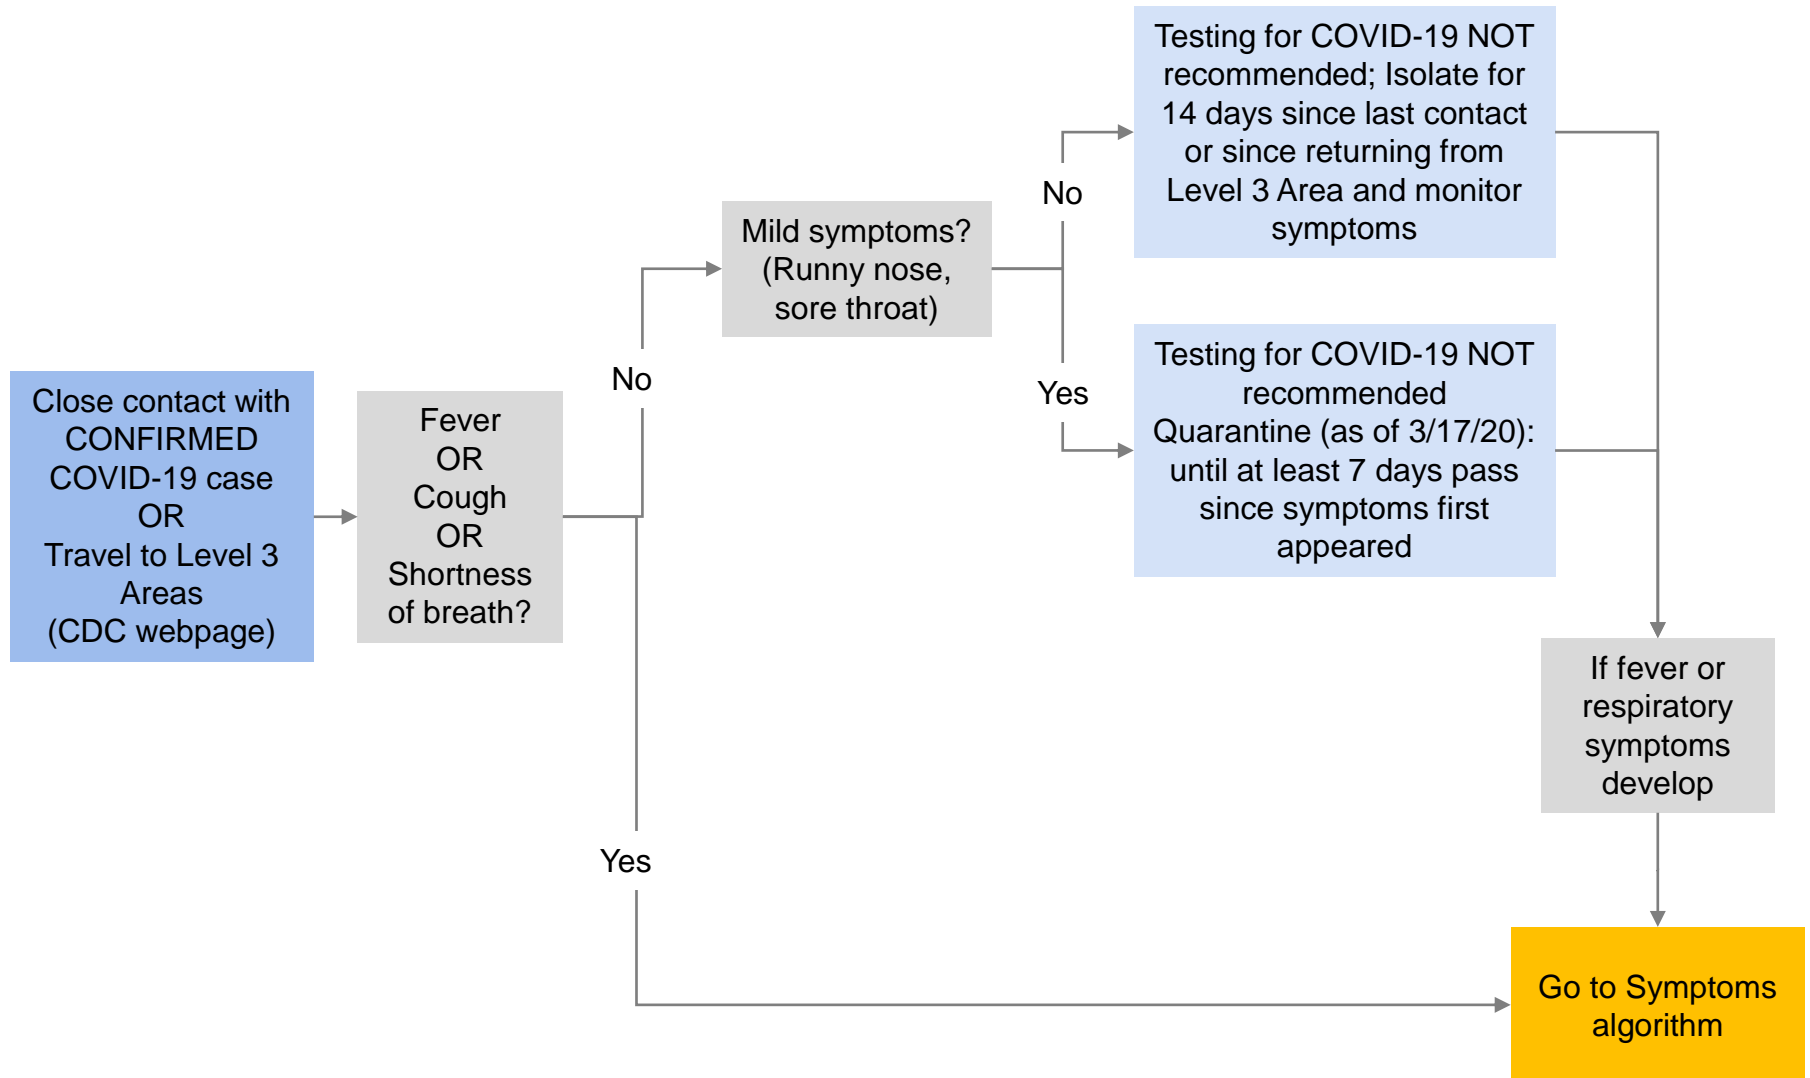 Close contact with
CONFIRMED
COVID-19 case
OR
Travel to Level 3
Areas
(CDC webpage)
Fever
OR
Cough
OR
Shortness
of breath?
No
Yes
Mild symptoms?
(Runny nose,
sore throat)
No
Yes
Testing for COVID-19 NOT
recommended; Isolate for
14 days since last contact
or since returning from
Level 3 Area and monitor
symptoms
Testing for COVID-19 NOT
recommended
Quarantine (as of 3/17/20):
until at least 7 days pass
since symptoms first
appeared
If fever or
respiratory
symptoms
develop
Go to Symptoms
algorithm